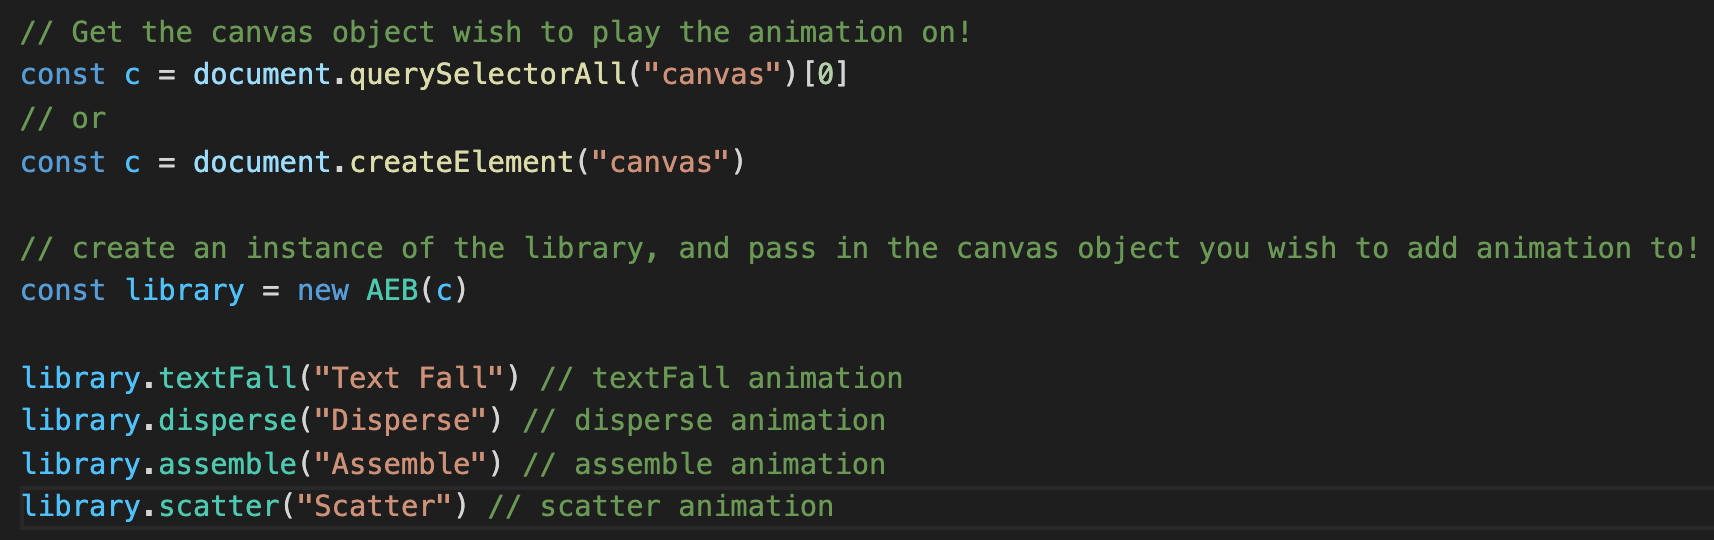 // Get the canvas object wish to play the animation on!
const c = document.querySelectorAll("canvas")[0]
// or
const c = document.createElement("canvas")
// create an instance of the library, and pass in the canvas object you wish to add animation to!
const library = new AEB(c)
library.textFall("Text Fall") // textFall animation
library.disperse("Disperse") // disperse animation
library.assemble("Assemble") // assemble animation
library.scatter("Scatter") // scatter animation